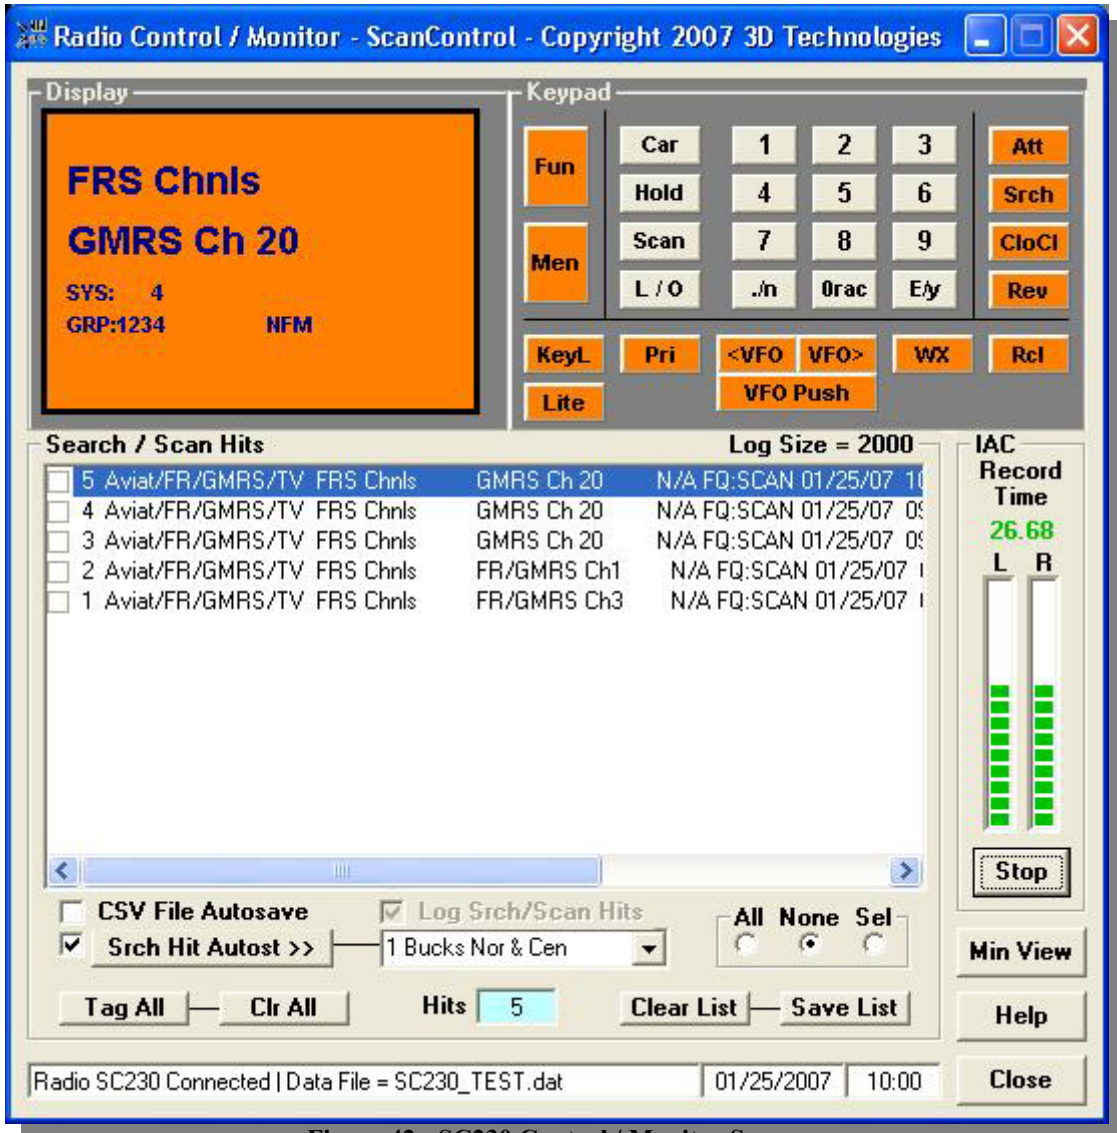 Radio Control / Monitor - ScanControl - Copyright 2007 3D Technologies
Display
FRS Chnls
GMRS Ch 20
SYS: 4
GRP:1234 NFM
Keypad
Fun
Men
Car 1 2 3 Att
Hold 4 5 6 Srch
Scan 7 8 9 CloCl
L / O ./n 0rac E/y Rev
KeyL Pri <VFO VFO> WX Rcl
Lite VFO Push
Search / Scan Hits Log Size = 2000
5 Aviat/FR/GMRS/TV FRS Chnls GMRS Ch 20 N/A FQ:SCAN 01/25/07
4 Aviat/FR/GMRS/TV FRS Chnls GMRS Ch 20 N/A FQ:SCAN 01/25/07
3 Aviat/FR/GMRS/TV FRS Chnls GMRS Ch 20 N/A FQ:SCAN 01/25/07
2 Aviat/FR/GMRS/TV FRS Chnls FR/GMRS Ch1 N/A FQ:SCAN 01/25/07
1 Aviat/FR/GMRS/TV FRS Chnls FR/GMRS Ch3 N/A FQ:SCAN 01/25/07
IAC
Record
Time
26.68
L R
Stop
CSV File Autosave Log Srch/Scan Hits
Srch Hit Autost >> 1 Bucks Nor & Cen
All None Sel
Tag All Clr All Hits 5 Clear List Save List
Min View
Help
Close
Radio SC230 Connected | Data File = SC230_TEST.dat 01/25/2007 10:00